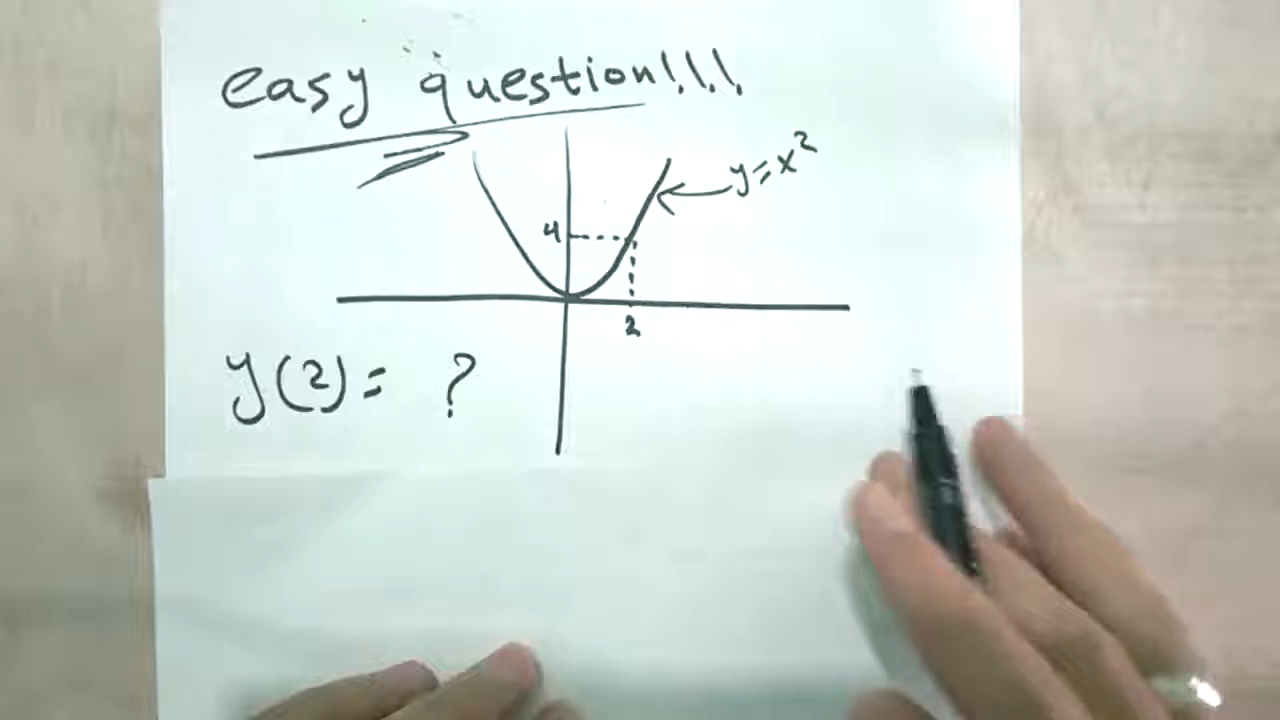 easy question!!!!
y=x²
4
2
y(2)= ?